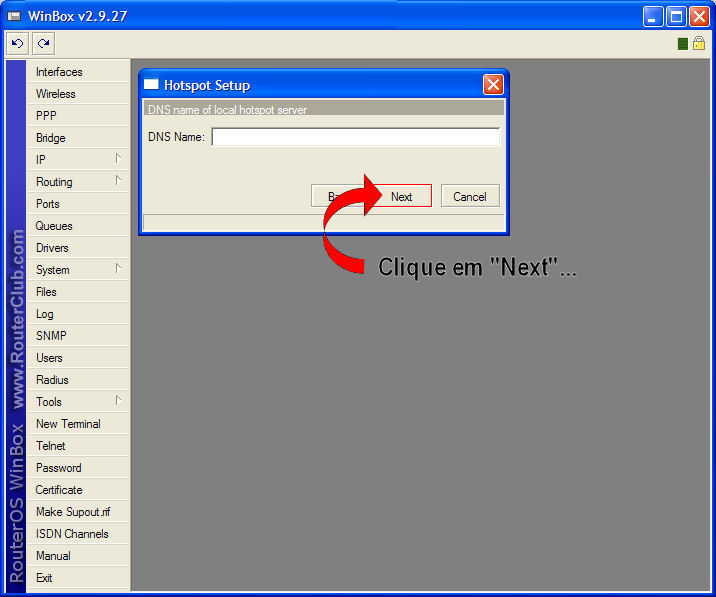 WinBox v2.9.27
Interfaces
Wireless
PPP
Bridge
IP
Routing
Ports
Queues
Drivers
System
Files
Log
SNMP
Users
Radius
Tools
New Terminal
Telnet
Password
Certificate
Make Supout.rif
ISDN Channels
Manual
Exit
RouterOS WinBox www.RouterClub.com
Hotspot Setup
DNS name of local hotspot server
DNS Name:
Next
Cancel
Clique em "Next"...